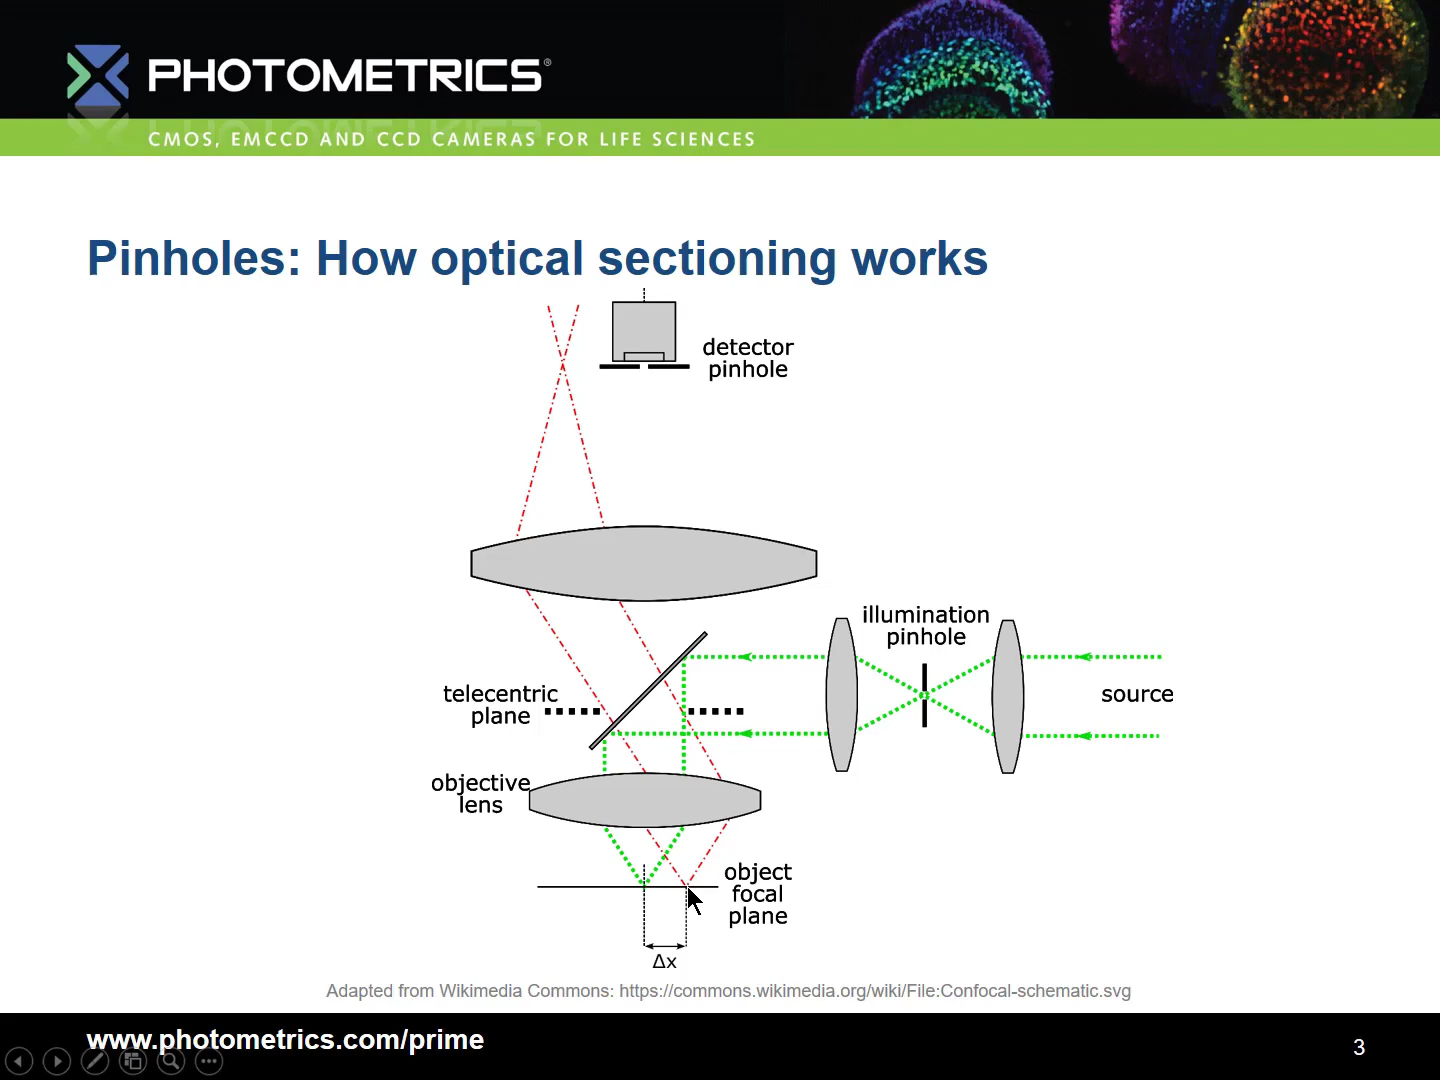 PHOTOMETRICS®
CMOS, EMCCD AND CCD CAMERAS FOR LIFE SCIENCES
Pinholes: How optical sectioning works
detector
pinhole
illumination
pinhole
telecentric
plane
source
objective
lens
object
focal
plane
Δx
Adapted from Wikimedia Commons: https://commons.wikimedia.org/wiki/File:Confocal-schematic.svg
www.photometrics.com/prime
3